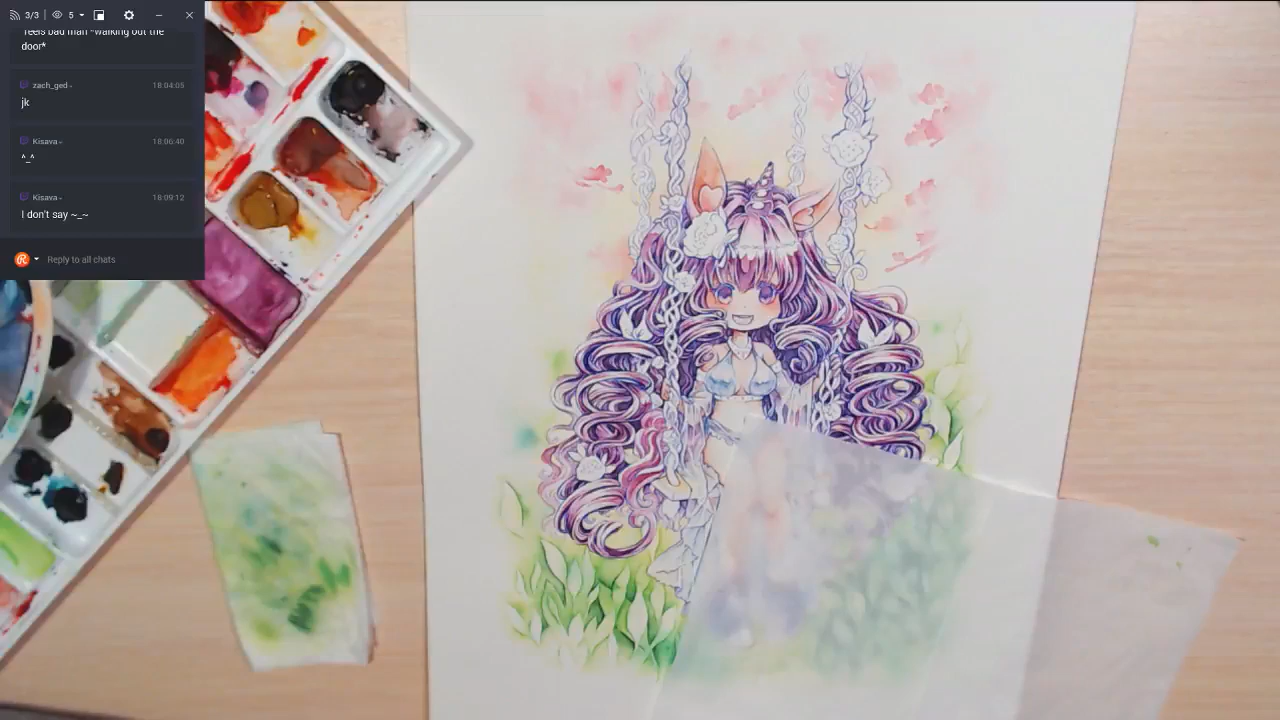 3/3 5
*feels bad man *walking out the
door*
zach_ged 18:04:05
jk
Kisava 18:06:40
^_^
Kisava 18:09:12
I don't say ~_~
Reply to all chats